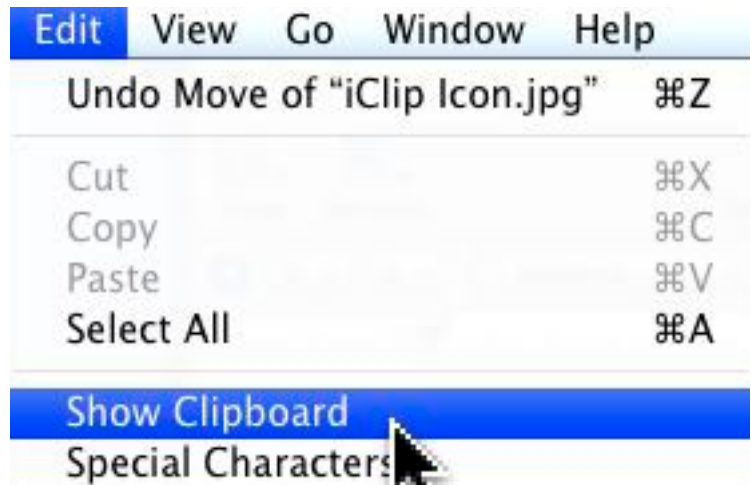 Edit View Go Window Help
Undo Move of “iClip Icon.jpg” ⌘Z
Cut ⌘X
Copy ⌘C
Paste ⌘V
Select All ⌘A
Show Clipboard
Special Characters